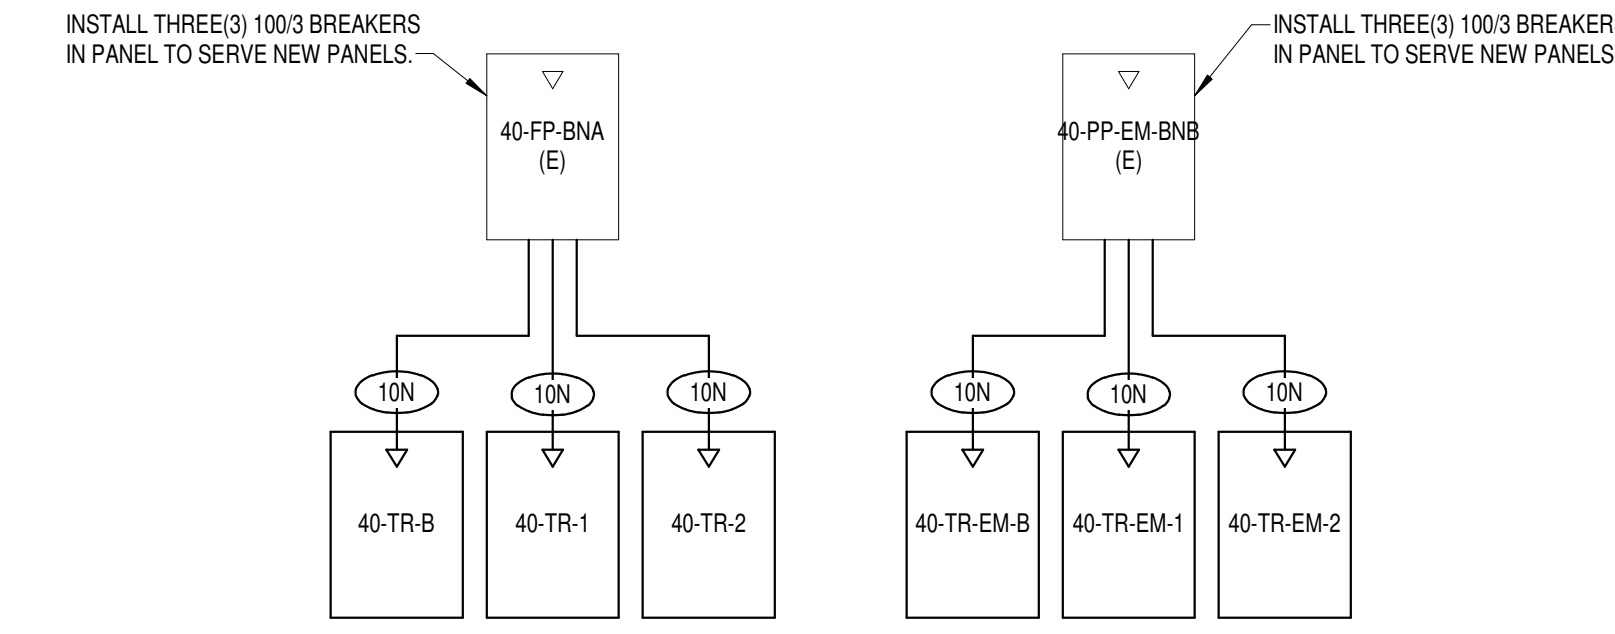 INSTALL THREE(3) 100/3 BREAKERS
IN PANEL TO SERVE NEW PANELS.
INSTALL THREE(3) 100/3 BREAKER
IN PANEL TO SERVE NEW PANELS
40-FP-BNA
(E)
40-PP-EM-BNB
(E)
10N
10N
10N
10N
10N
10N
40-TR-B
40-TR-1
40-TR-2
40-TR-EM-B
40-TR-EM-1
40-TR-EM-2